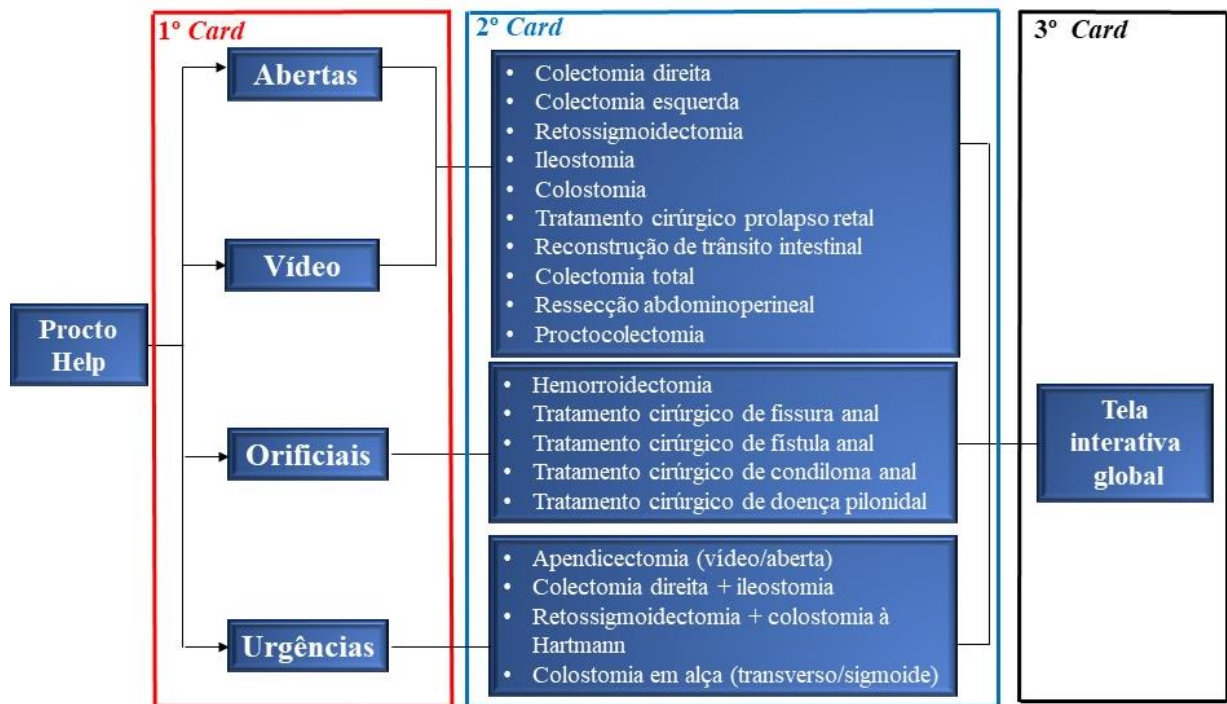 1º Card
2º Card
3º Card
Procto
Help
Abertas
Vídeo
Orificiais
Urgências
• Colectomia direita
• Colectomia esquerda
• Retossigmoidectomia
• Ileostomia
• Colostomia
• Tratamento cirúrgico prolapso retal
• Reconstrução de trânsito intestinal
• Colectomia total
• Ressecção abdominoperineal
• Proctocolectomia
• Hemorroidectomia
• Tratamento cirúrgico de fissura anal
• Tratamento cirúrgico de fístula anal
• Tratamento cirúrgico de condiloma anal
• Tratamento cirúrgico de doença pilonidal
• Apendicectomia (vídeo/aberta)
• Colectomia direita + ileostomia
• Retossigmoidectomia + colostomia à
Hartmann
• Colostomia em alça (transverso/sigmoide)
Tela
interativa
global